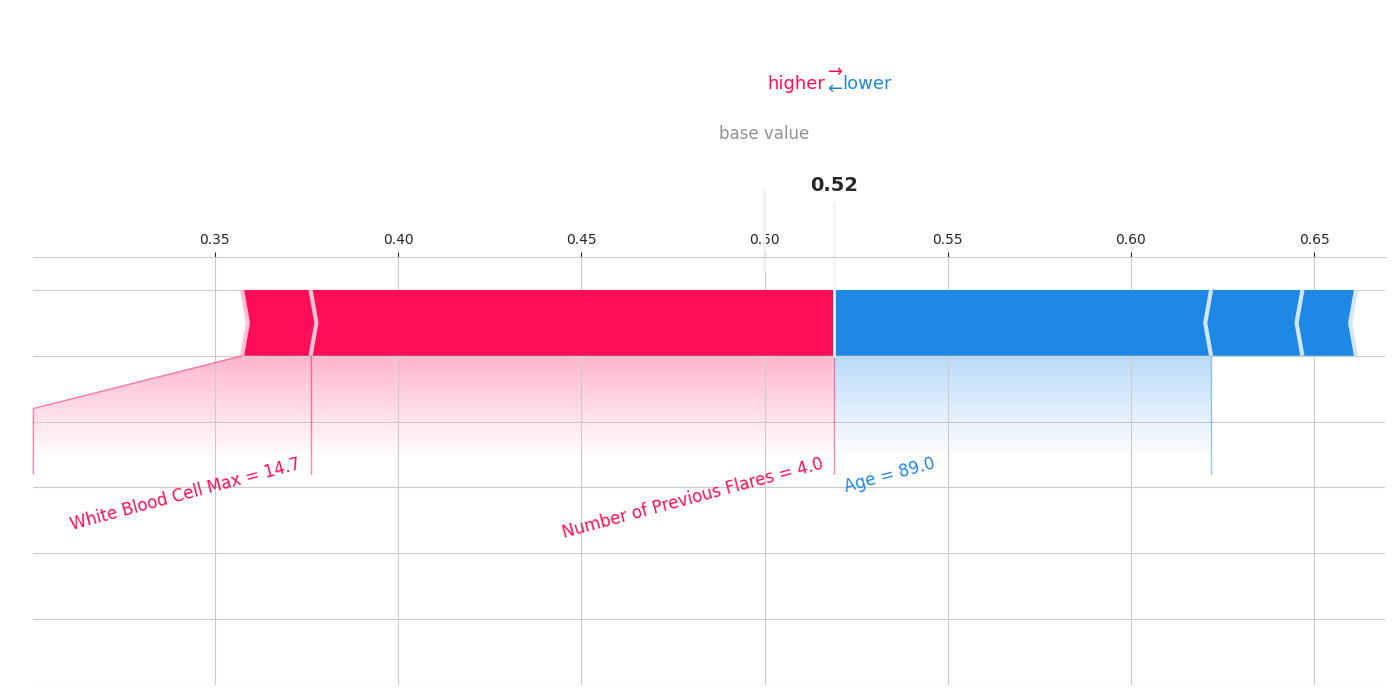 higher → ← lower
base value
0.52
0.35 0.40 0.45 0.50 0.55 0.60 0.65
White Blood Cell Max = 14.7
Number of Previous Flares = 4.0
Age = 89.0